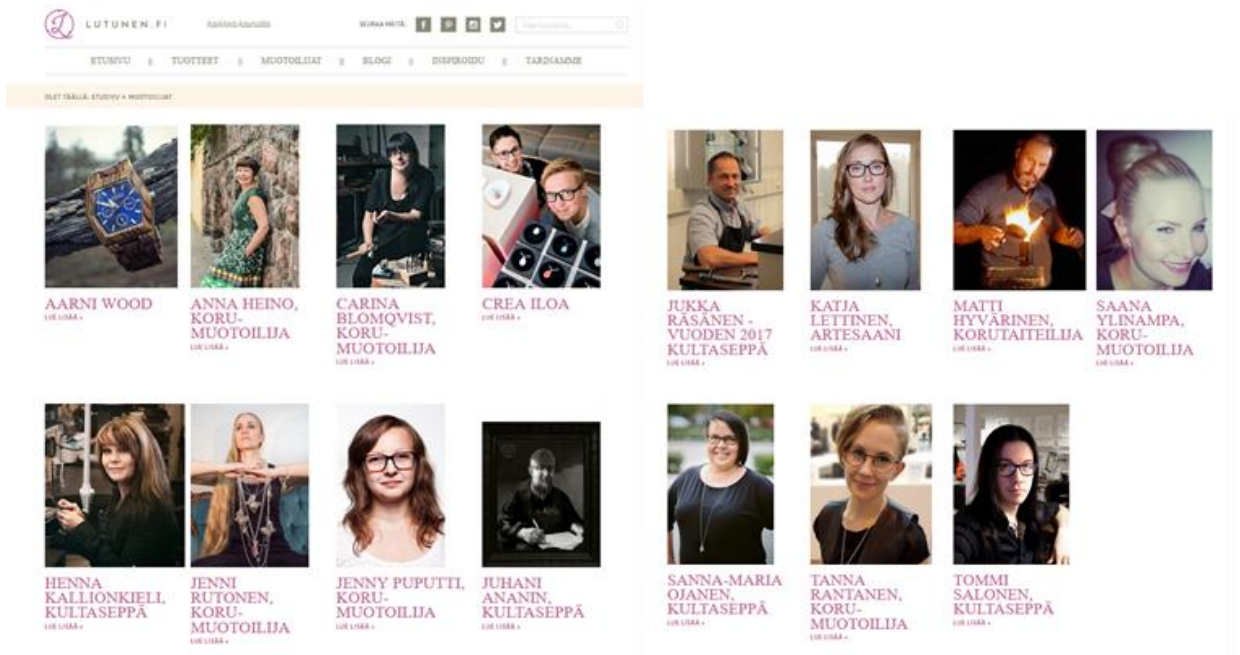 LUTUNEN.FI
SEURAA MEITÄ:
ETUSIVU || TUOTTEET || MUOTOILIJAT || BLOGI || INSPIROIDU || TARINAMME
OLET TÄÄLLÄ: ETUSIVU » MUOTOILIJAT
AARNI WOOD
LUE LISÄÄ »
ANNA HEINO,
KORU-
MUOTOILIJA
LUE LISÄÄ »
CARINA
BLOMQVIST,
KORU-
MUOTOILIJA
LUE LISÄÄ »
CREA ILOA
LUE LISÄÄ »
JUKKA
RÄSÄNEN -
VUODEN 2017
KULTASEPPÄ
LUE LISÄÄ »
KATJA
LETTINEN,
ARTESAANI
LUE LISÄÄ »
MATTI
HYVÄRINEN,
KORUTAITEILIJA
LUE LISÄÄ »
SAANA
YLINAMPA,
KORU-
MUOTOILIJA
LUE LISÄÄ »
HENNA
KALLIONKIELI,
KULTASEPPÄ
LUE LISÄÄ »
JENNI
RUTONEN,
KORU-
MUOTOILIJA
LUE LISÄÄ »
JENNY PUPUTTI,
KORU-
MUOTOILIJA
LUE LISÄÄ »
JUHANI
ANANIN,
KULTASEPPÄ
LUE LISÄÄ »
SANNA-MARIA
OJANEN,
KULTASEPPÄ
LUE LISÄÄ »
TANNA
RANTANEN,
KORU-
MUOTOILIJA
LUE LISÄÄ »
TOMMI
SALONEN,
KULTASEPPÄ
LUE LISÄÄ »